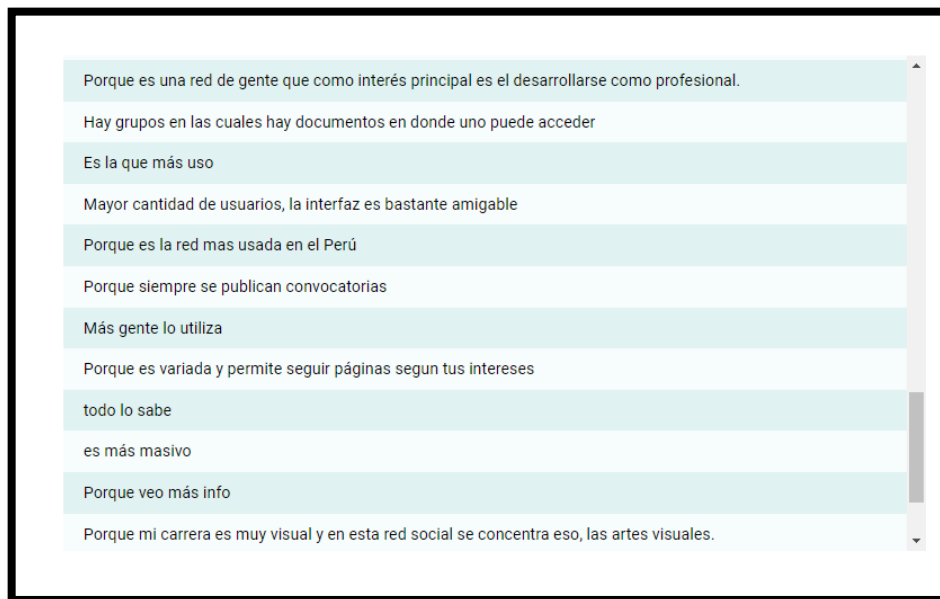 Porque es una red de gente que como interés principal es el desarrollarse como profesional.
Hay grupos en las cuales hay documentos en donde uno puede acceder
Es la que más uso
Mayor cantidad de usuarios, la interfaz es bastante amigable
Porque es la red mas usada en el Perú
Porque siempre se publican convocatorias
Más gente lo utiliza
Porque es variada y permite seguir páginas segun tus intereses
todo lo sabe
es más masivo
Porque veo más info
Porque mi carrera es muy visual y en esta red social se concentra eso, las artes visuales.